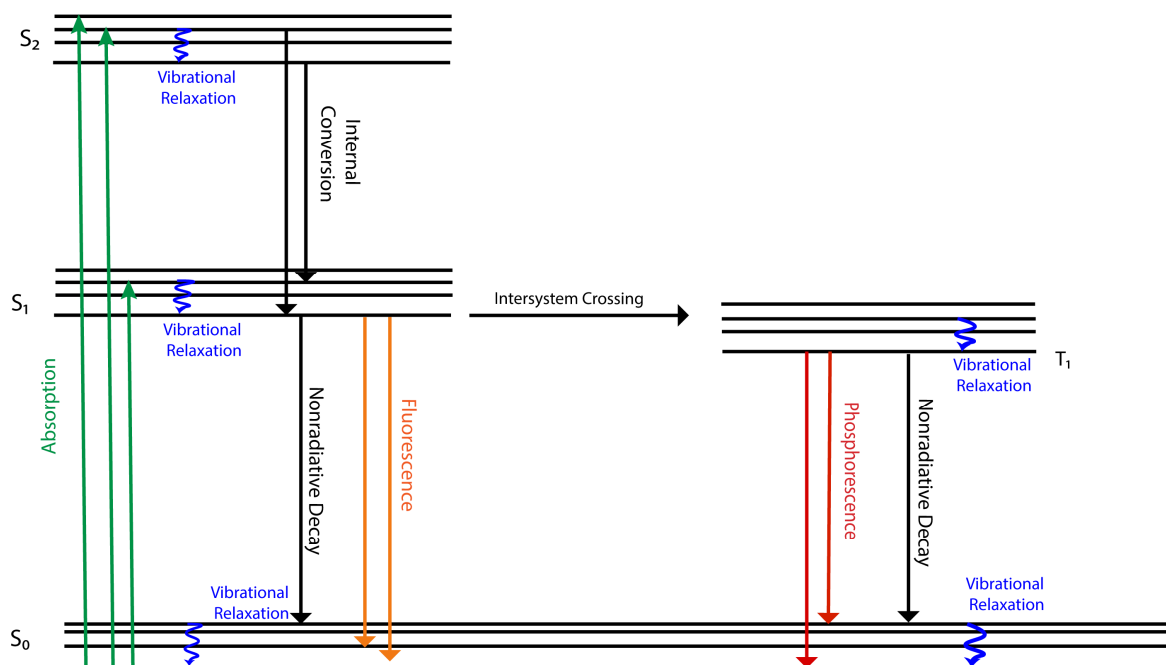 S₂
Vibrational
Relaxation
Internal
Conversion
S₁
Vibrational
Relaxation
Intersystem Crossing
T₁
Vibrational
Relaxation
Absorption
Nonradiative Decay
Fluorescence
Phosphorescence
Nonradiative Decay
Vibrational
Relaxation
Vibrational
Relaxation
S₀